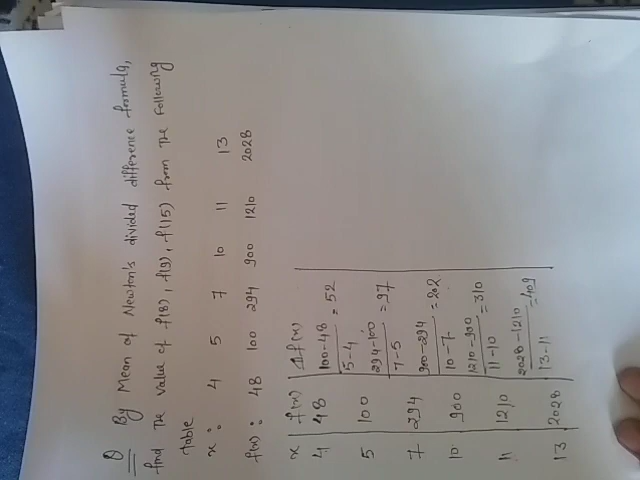 Q By Mean of Newton's divided difference formula,
find The value of f(8), f(9), f(15) from The Following
table
x: 4 5 7 10 11 13
f(x): 48 100 294 900 1210 2028
x f(x) Δf(x)
4 48 100-48/5-4 = 52
5 100 294-100/7-5 = 97
7 294 900-294/10-7 = 202
10 900 1210-900/11-10 = 310
11 1210 2028-1210/13-11 = 409
13 2028